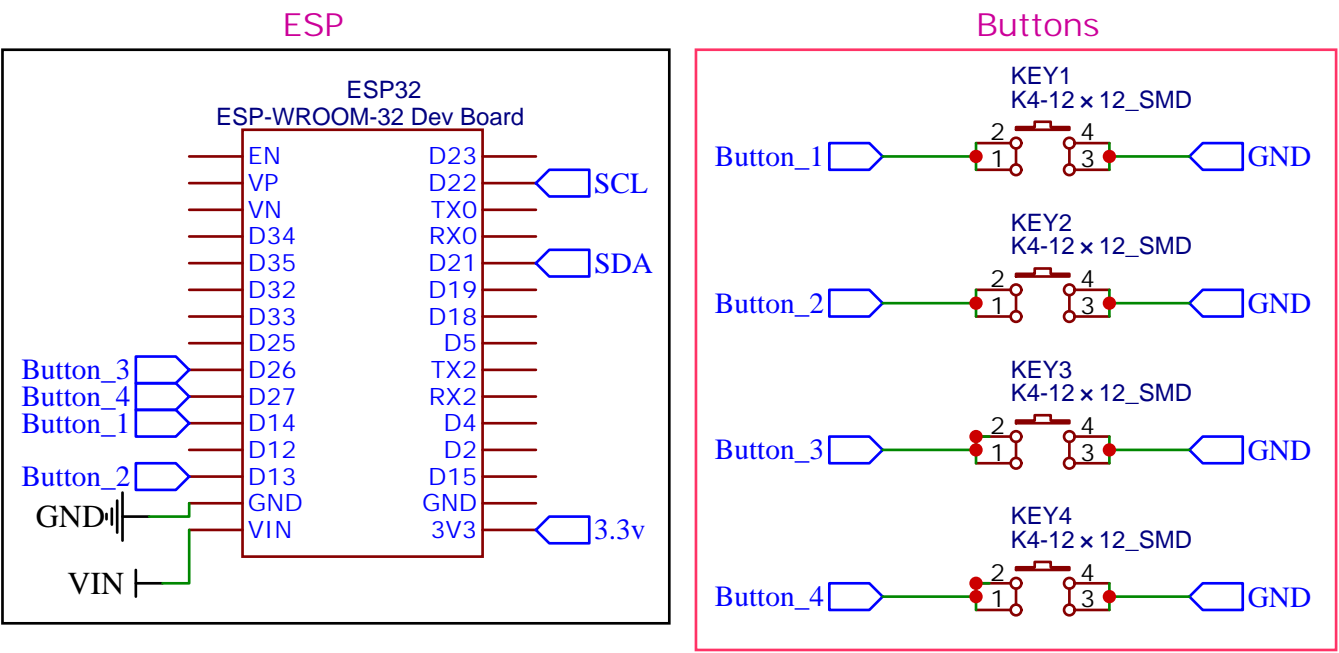 ESP
ESP32
ESP-WROOM-32 Dev Board
EN D23
VP D22 SCL
VN TX0
D34 RX0
D35 D21 SDA
D32 D19
D33 D18
D25 D5
Button_3 D26 TX2
Button_4 D27 RX2
Button_1 D14 D4
D12 D2
Button_2 D13 D15
GND GND GND
VIN 3V3 3.3v
VIN
Buttons
KEY1
K4-12×12_SMD
2 4
Button_1 1 3 GND
KEY2
K4-12×12_SMD
2 4
Button_2 1 3 GND
KEY3
K4-12×12_SMD
2 4
Button_3 1 3 GND
KEY4
K4-12×12_SMD
2 4
Button_4 1 3 GND